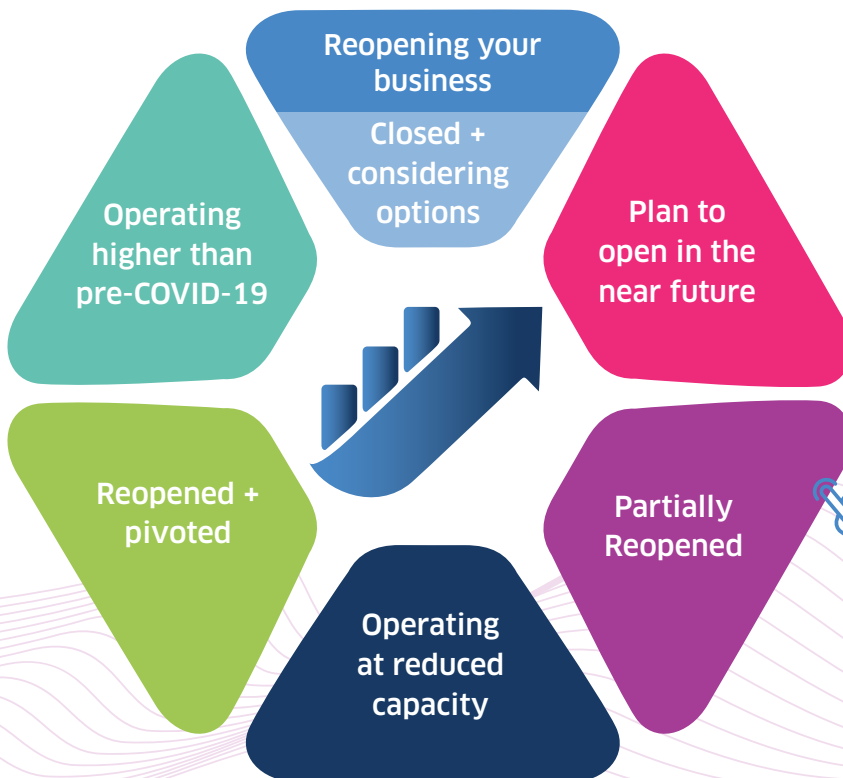 Reopening your
business
Closed +
considering
options
Plan to
open in the
near future
Partially
Reopened
Operating
at reduced
capacity
Reopened +
pivoted
Operating
higher than
pre-COVID-19